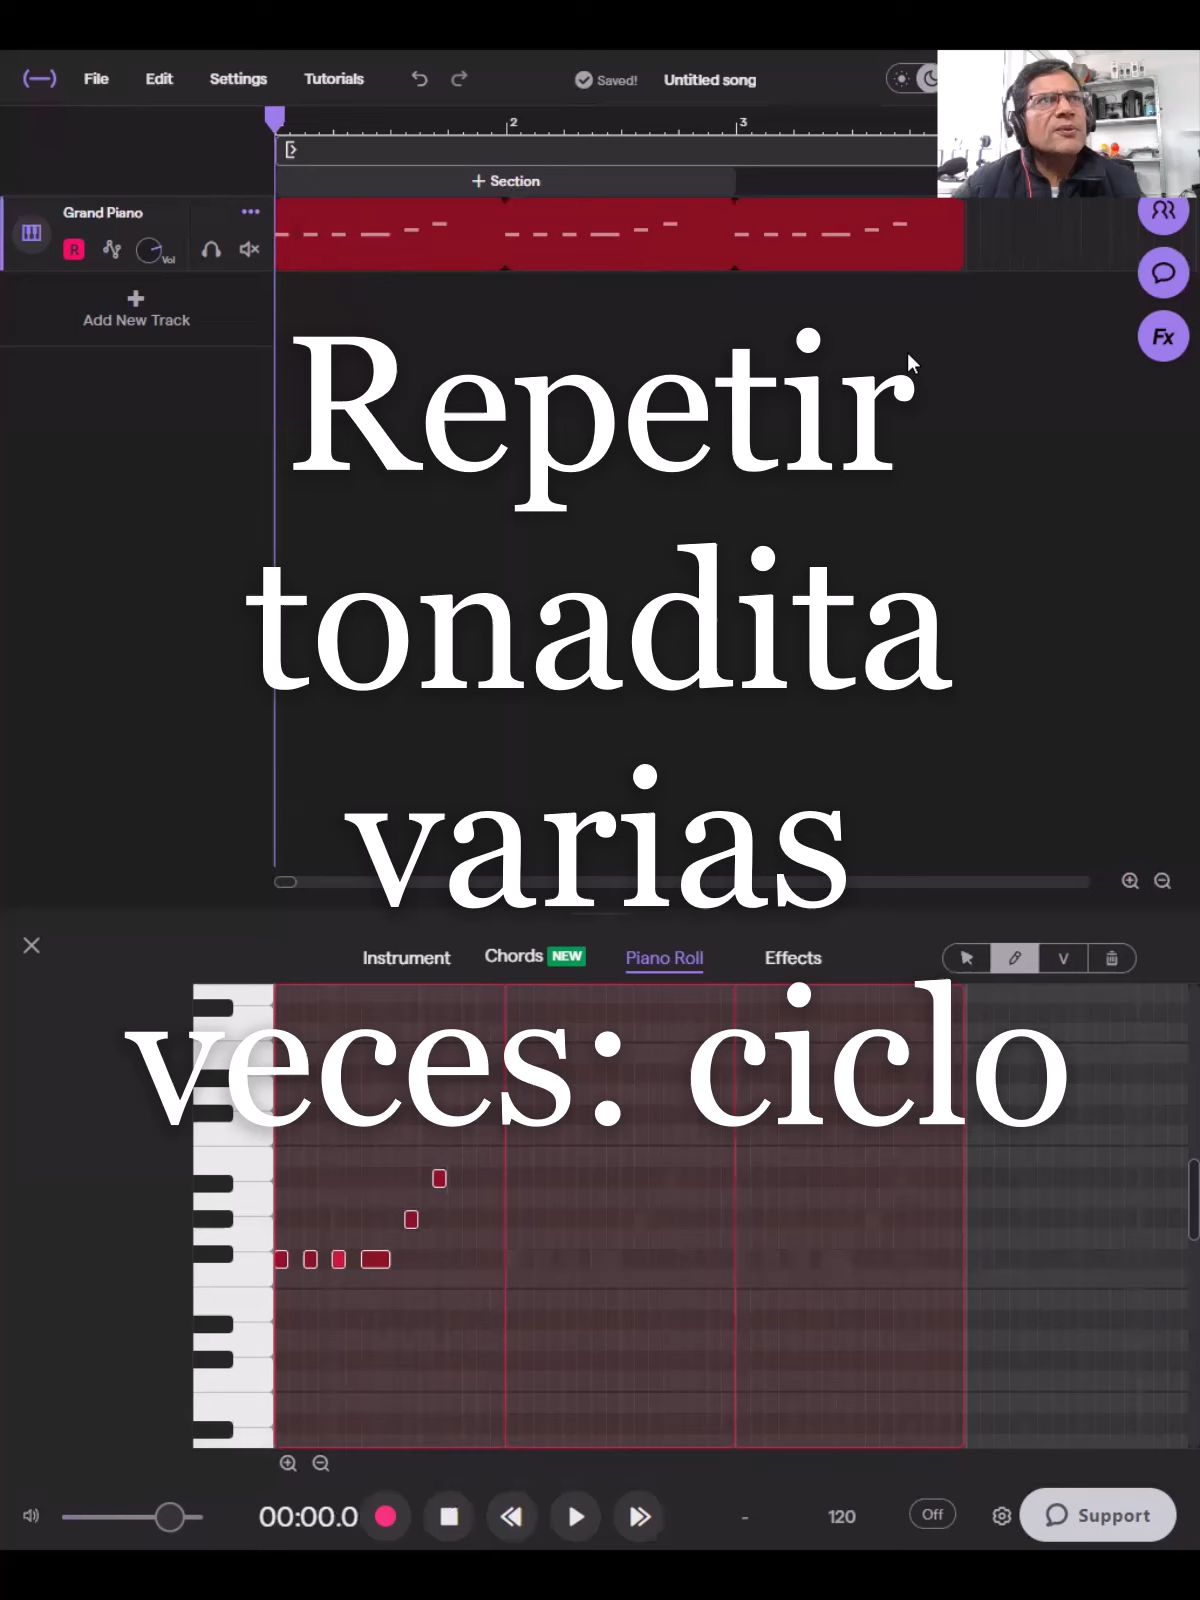 File Edit Settings Tutorials Saved! Untitled song
2 3
+ Section
Grand Piano
R Vol
Add New Track
Fx
Repetir
tonadita
varias
veces: ciclo
Instrument Chords NEW Piano Roll Effects V
00:00.0 - 120 Off Support